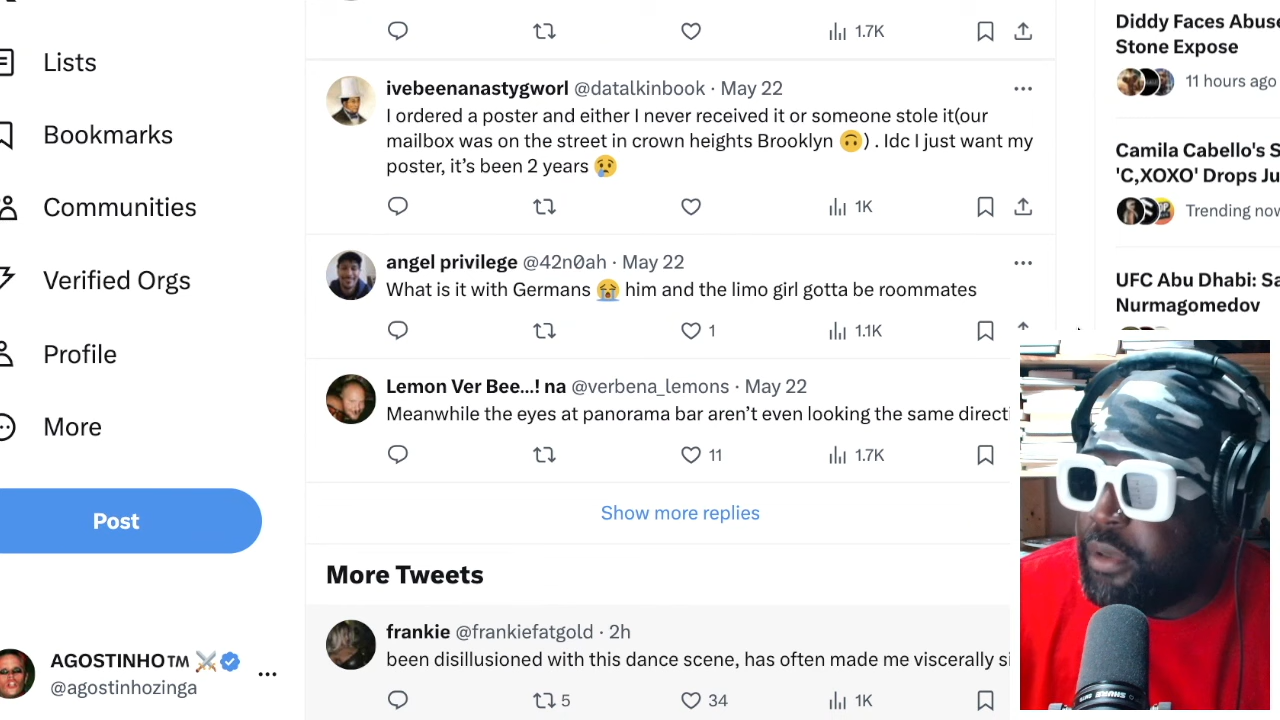 Lists
Bookmarks
Communities
Verified Orgs
Profile
More
Post
AGOSTINHO™
@agostinhozinga
1.7K
ivebeenanastygworl @datalkinbook · May 22
I ordered a poster and either I never received it or someone stole it(our
mailbox was on the street in crown heights Brooklyn 🙃) . Idc I just want my
poster, it’s been 2 years 😢
1K
angel privilege @42n0ah · May 22
What is it with Germans 😭 him and the limo girl gotta be roommates
1 1.1K
Lemon Ver Bee...! na @verbena_lemons · May 22
Meanwhile the eyes at panorama bar aren’t even looking the same directi
11 1.7K
Show more replies
More Tweets
frankie @frankiefatgold · 2h
been disillusioned with this dance scene, has often made me viscerally si
5 34 1K
Diddy Faces Abuse
Stone Expose
11 hours ago
Camila Cabello's S
'C,XOXO' Drops Ju
Trending now
UFC Abu Dhabi: Sa
Nurmagomedov
SHURE